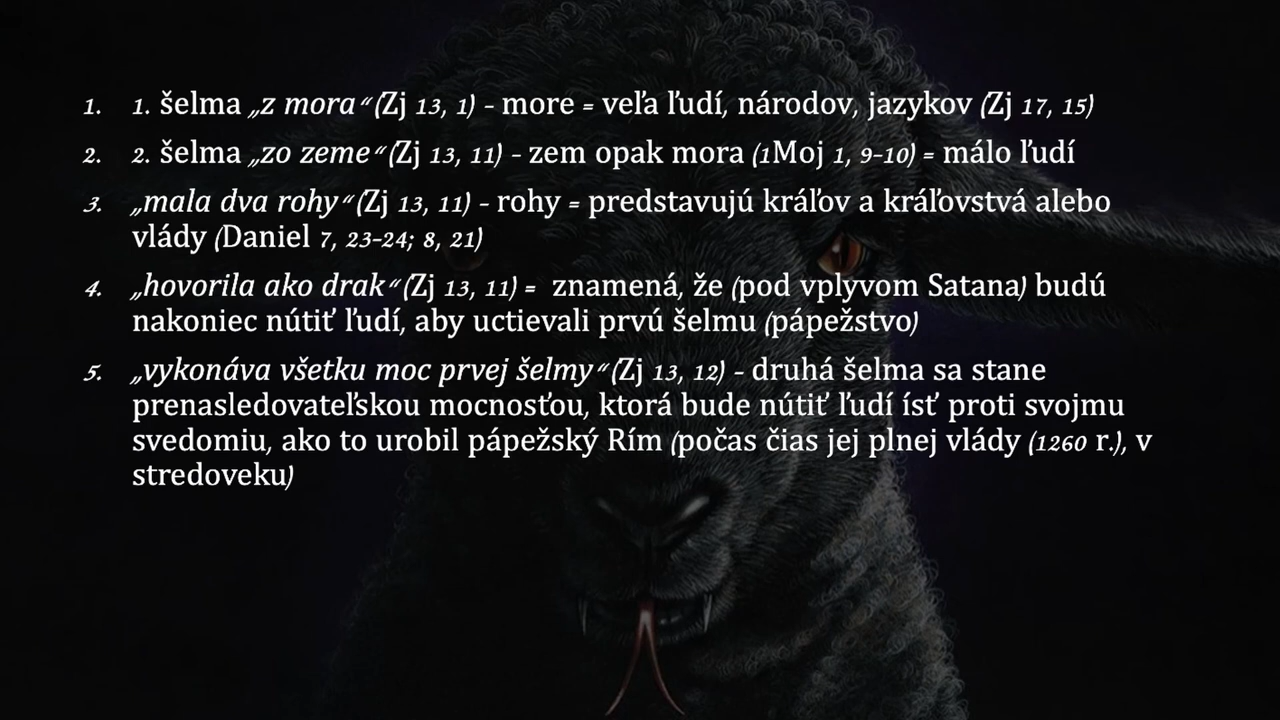 1. 1. šelma „z mora“ (Zj 13, 1) - more = veľa ľudí, národov, jazykov (Zj 17, 15)
2. 2. šelma „zo zeme“ (Zj 13, 11) - zem opak mora (1Moj 1, 9-10) = málo ľudí
3. „mala dva rohy“ (Zj 13, 11) - rohy = predstavujú kráľov a kráľovstvá alebo
vlády (Daniel 7, 23-24; 8, 21)
4. „hovorila ako drak“ (Zj 13, 11) = znamená, že (pod vplyvom Satana) budú
nakoniec nútiť ľudí, aby uctievali prvú šelmu (pápežstvo)
5. „vykonáva všetku moc prvej šelmy“ (Zj 13, 12) - druhá šelma sa stane
prenasledovateľskou mocnosťou, ktorá bude nútiť ľudí ísť proti svojmu
svedomiu, ako to urobil pápežský Rím (počas čias jej plnej vlády (1260 r.), v
stredoveku)